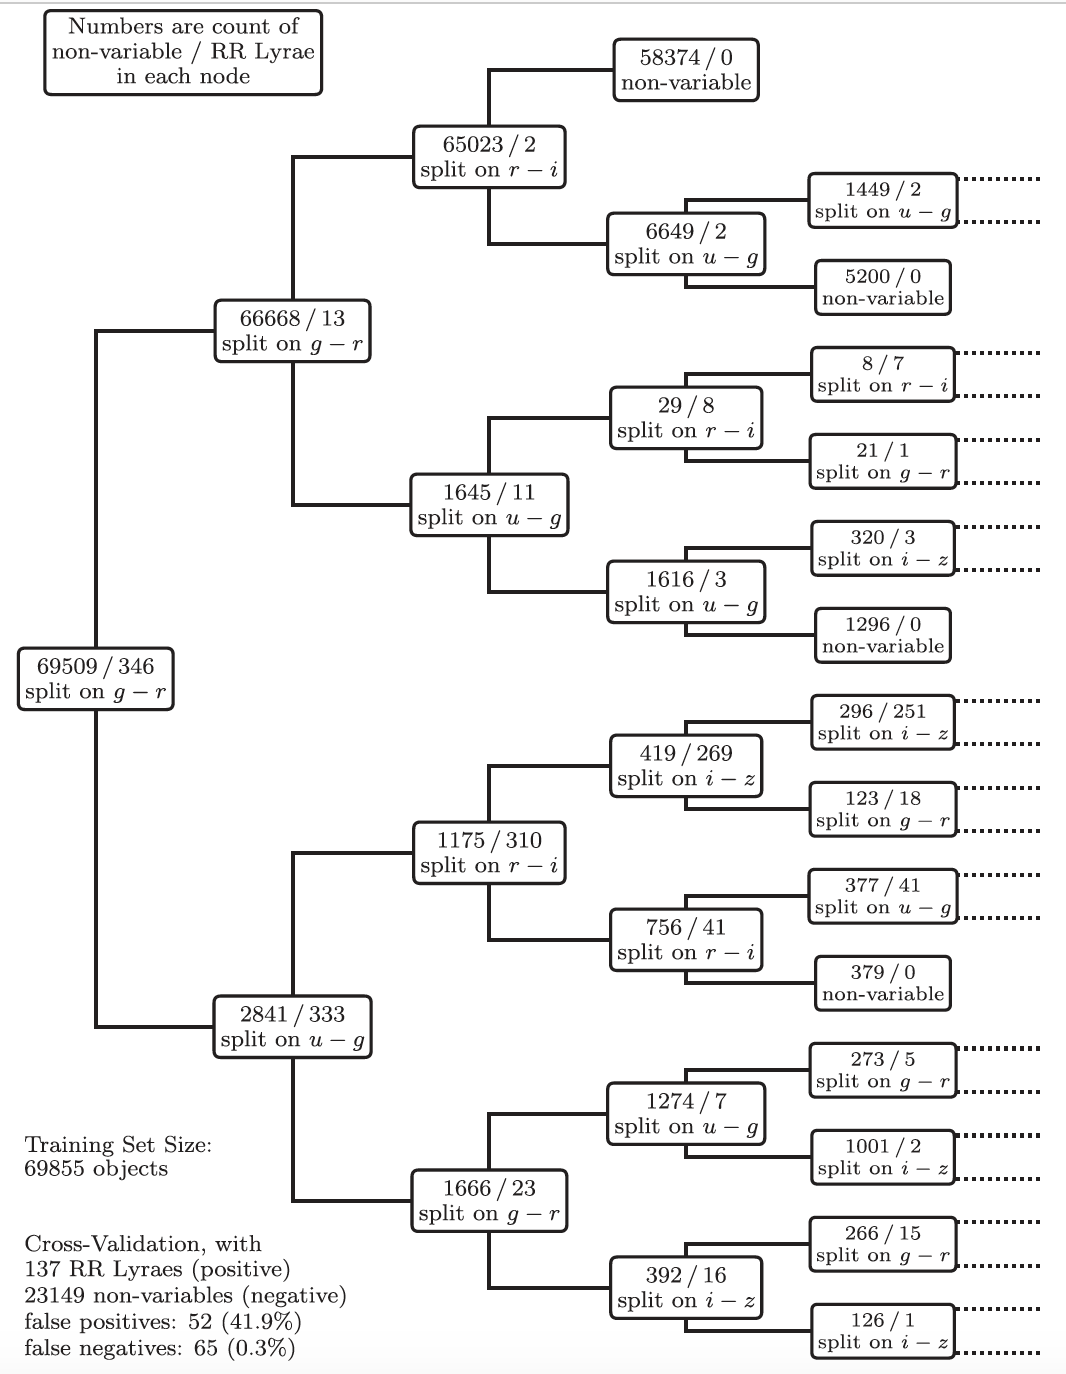 Numbers are count of
non-variable / RR Lyrae
in each node
58374 / 0
non-variable
65023 / 2
split on r − i
1449 / 2
split on u − g
6649 / 2
split on u − g
5200 / 0
non-variable
66668 / 13
split on g − r
8 / 7
split on r − i
29 / 8
split on r − i
21 / 1
split on g − r
1645 / 11
split on u − g
320 / 3
split on i − z
1616 / 3
split on u − g
1296 / 0
non-variable
69509 / 346
split on g − r
296 / 251
split on i − z
419 / 269
split on i − z
123 / 18
split on g − r
1175 / 310
split on r − i
377 / 41
split on u − g
756 / 41
split on r − i
379 / 0
non-variable
2841 / 333
split on u − g
273 / 5
split on g − r
1274 / 7
split on u − g
1001 / 2
split on i − z
1666 / 23
split on g − r
266 / 15
split on g − r
392 / 16
split on i − z
126 / 1
split on i − z
Training Set Size:
69855 objects
Cross-Validation, with
137 RR Lyraes (positive)
23149 non-variables (negative)
false positives: 52 (41.9%)
false negatives: 65 (0.3%)